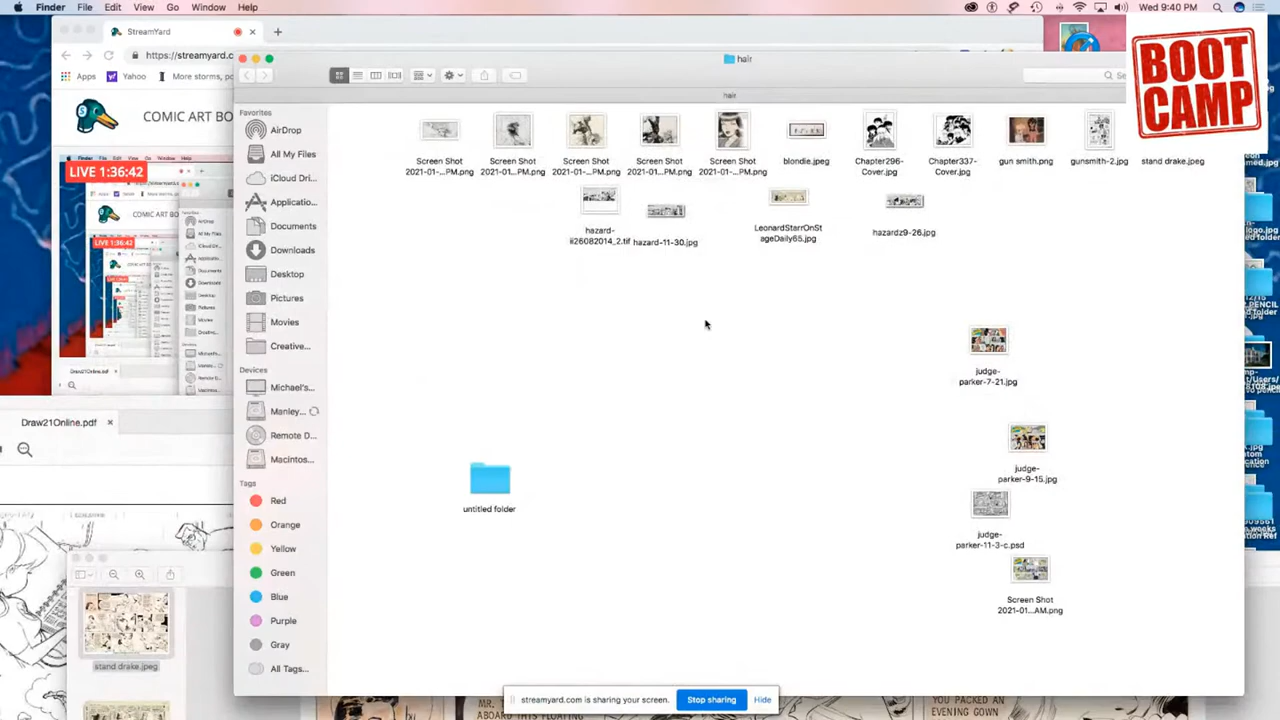 Finder File Edit View Go Window Help
Wed 9:40 PM
StreamYard
https://streamyard.c
Apps Yahoo More storms, po
COMIC ART BO
LIVE 1:36:42
BOOT
CAMP
hair
hair
Favorites
AirDrop
All My Files
iCloud Dri...
Applicatio...
Documents
Downloads
Desktop
Pictures
Movies
Creative...
Devices
Michael's...
Manley...
Remote D...
Macintos...
Tags
Red
Orange
Yellow
Green
Blue
Purple
Gray
All Tags...
Screen Shot
2021-01-...PM.png
Screen Shot
2021-01-...PM.png
Screen Shot
2021-01-...PM.png
Screen Shot
2021-01-...PM.png
Screen Shot
2021-01-...PM.png
blondie.jpeg
Chapter296-
Cover.jpg
Chapter337-
Cover.jpg
gun smith.png
gunsmith-2.jpg
stand drake.jpeg
hazard-
ii26082014_2.tif
hazard-11-30.jpg
LeonardStarrOnSt
ageDaily65.jpg
hazardz9-26.jpg
judge-
parker-7-21.jpg
judge-
parker-9-15.jpg
judge-
parker-11-3-c.psd
Screen Shot
2021-01...AM.png
untitled folder
Draw21Online.pdf
stand drake.jpeg
streamyard.com is sharing your screen.
Stop sharing
Hide
MR. T
ABOARD THIS FLOATING
YOU PACKED AN
EVENING GOWN